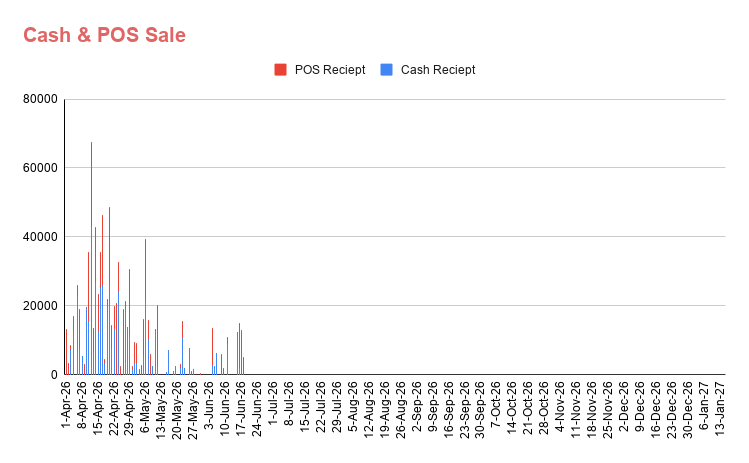 Cash & POS Sale
POS Reciept
Cash Reciept
80000
60000
40000
20000
0
1-Apr-26
8-Apr-26
15-Apr-26
22-Apr-26
29-Apr-26
6-May-26
13-May-26
20-May-26
27-May-26
3-Jun-26
10-Jun-26
17-Jun-26
24-Jun-26
1-Jul-26
8-Jul-26
15-Jul-26
22-Jul-26
29-Jul-26
5-Aug-26
12-Aug-26
19-Aug-26
26-Aug-26
2-Sep-26
9-Sep-26
16-Sep-26
23-Sep-26
30-Sep-26
7-Oct-26
14-Oct-26
21-Oct-26
28-Oct-26
4-Nov-26
11-Nov-26
18-Nov-26
25-Nov-26
2-Dec-26
9-Dec-26
16-Dec-26
23-Dec-26
30-Dec-26
6-Jan-27
13-Jan-27